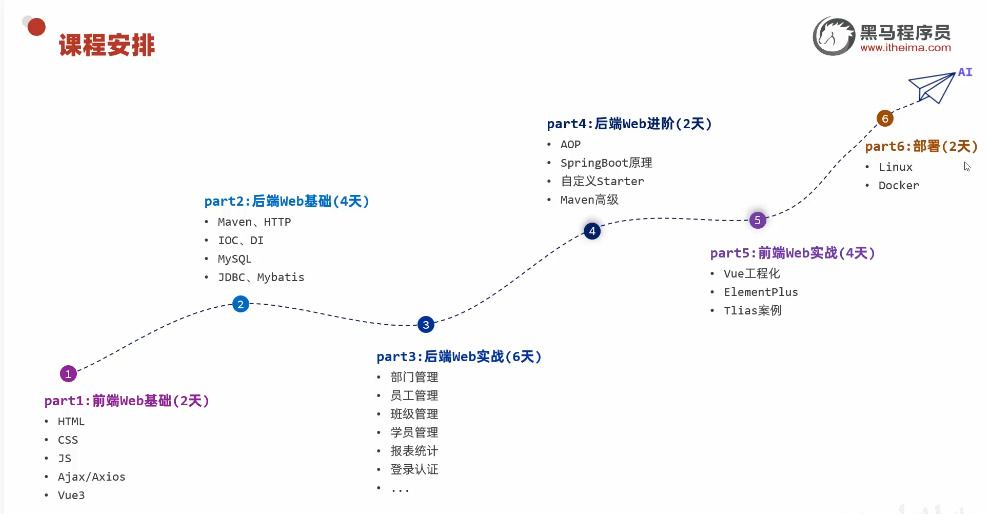 课程安排
黑马程序员
www.itheima.com
AI
6
part6:部署(2天)
• Linux
• Docker
part4:后端Web进阶(2天)
• AOP
• SpringBoot原理
• 自定义Starter
• Maven高级
4
5
part5:前端Web实战(4天)
• Vue工程化
• ElementPlus
• Tlias案例
part2:后端Web基础(4天)
• Maven、HTTP
• IOC、DI
• MySQL
• JDBC、Mybatis
2
3
part3:后端Web实战(6天)
• 部门管理
• 员工管理
• 班级管理
• 学员管理
• 报表统计
• 登录认证
• ...
1
part1:前端Web基础(2天)
• HTML
• CSS
• JS
• Ajax/Axios
• Vue3